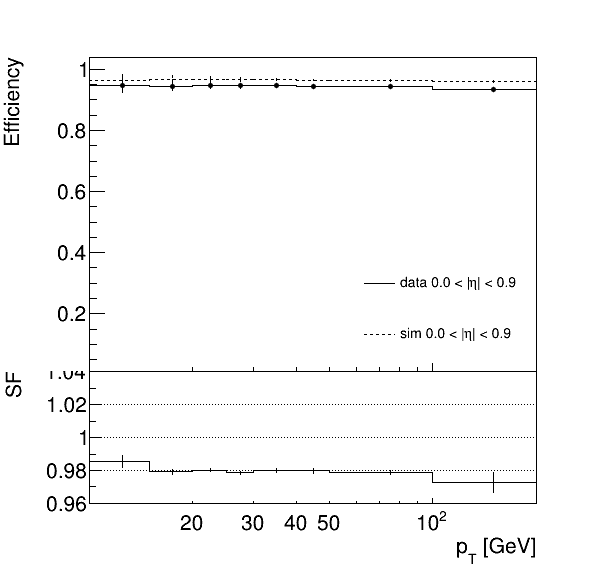 Efficiency
1
0.8
0.6
0.4
0.2
data 0.0 < |η| < 0.9
sim 0.0 < |η| < 0.9
SF
1.04
1.02
1
0.98
0.96
20 30 40 50 10²
p_T [GeV]